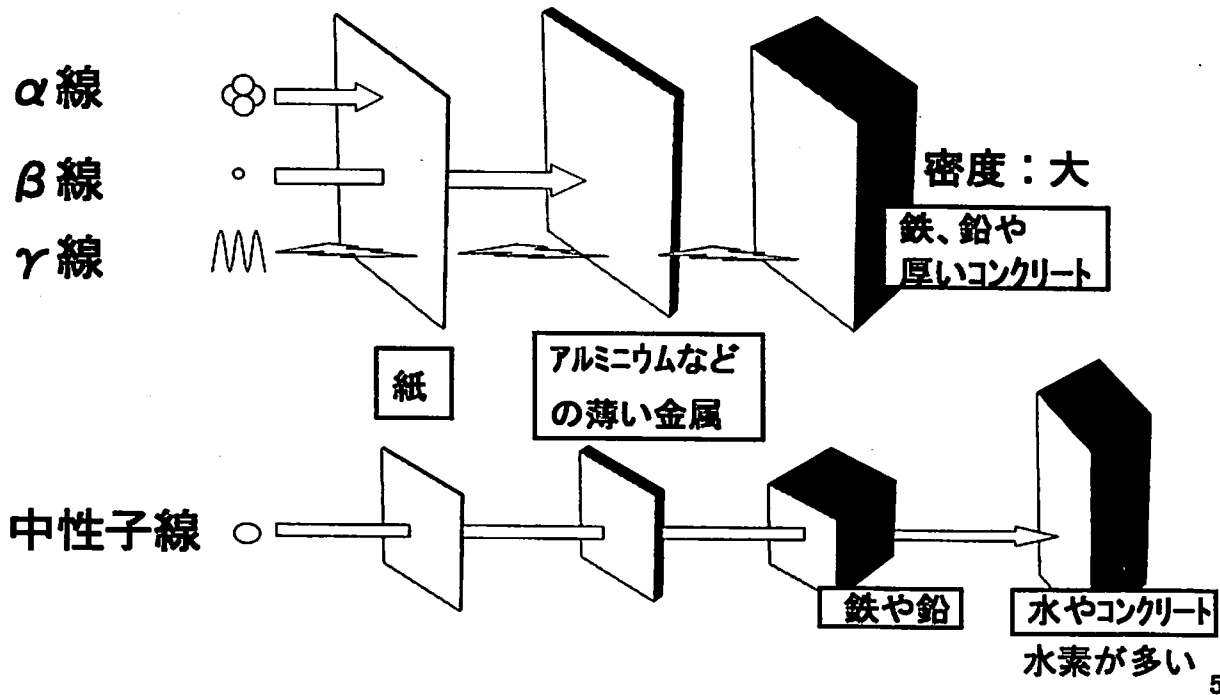 α線
β線
γ線
密度：大
鉄、鉛や
厚いコンクリート
紙
アルミニウムなど
の薄い金属
中性子線
鉄や鉛
水やコンクリート
水素が多い
5